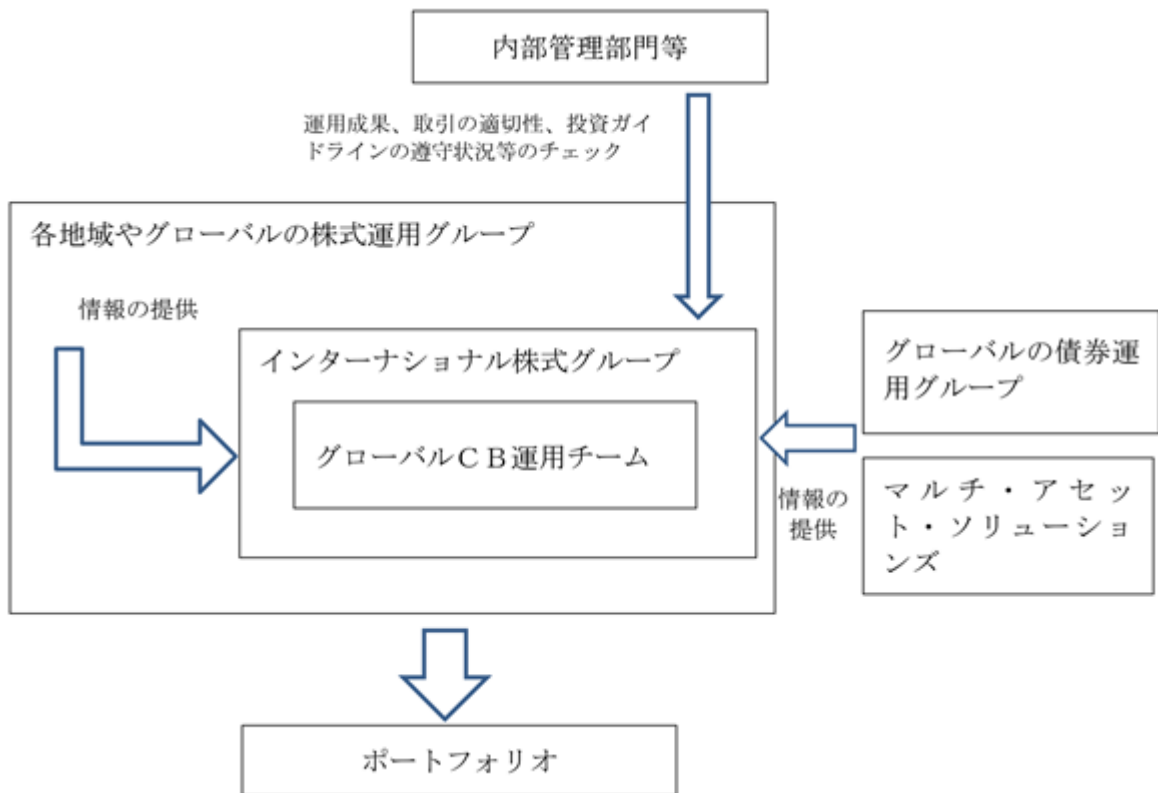 内部管理部門等
運用成果、取引の適切性、投資ガイ
ドラインの遵守状況等のチェック
各地域やグローバルの株式運用グループ
情報の提供
インターナショナル株式グループ
グローバルCB運用チーム
グローバルの債券運
用グループ
情報の
提供
マルチ・アセッ
ト・ソリューショ
ンズ
ポートフォリオ